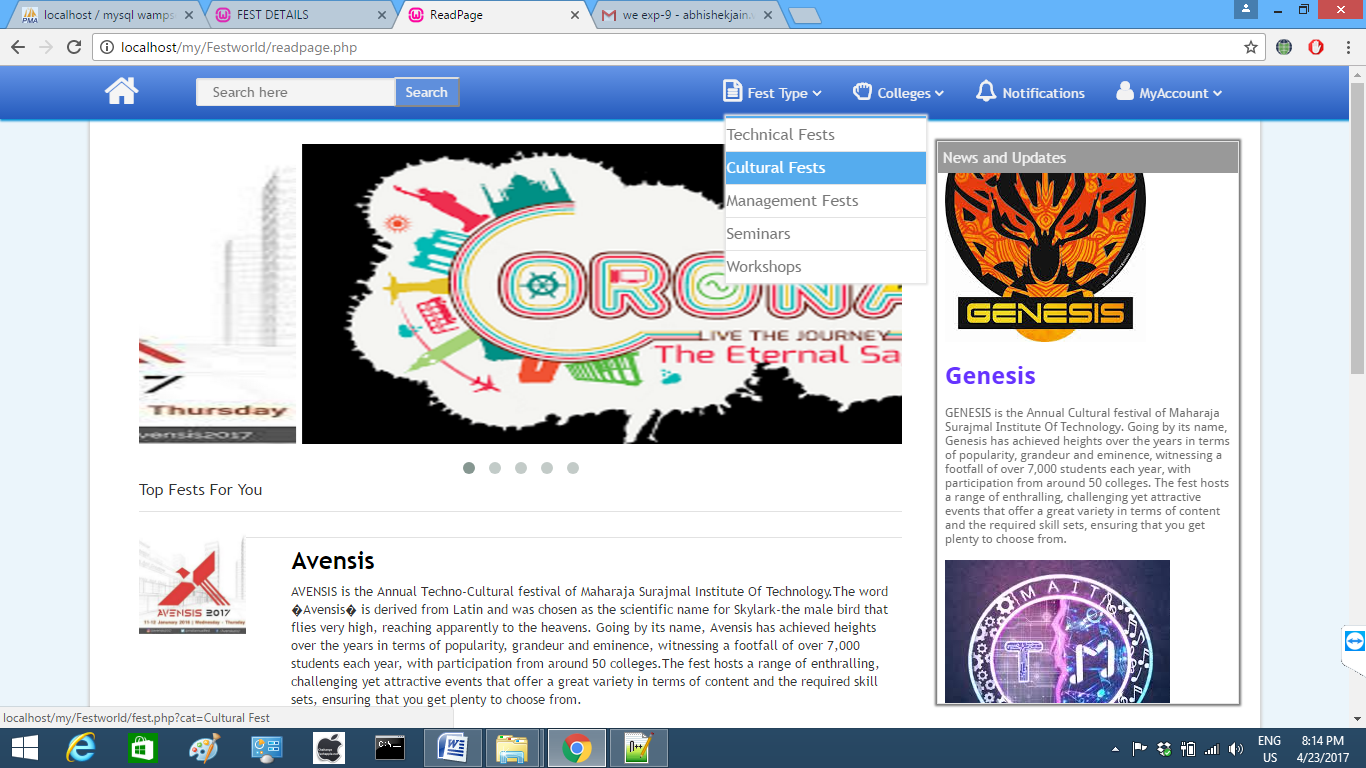 localhost / mysql wamps
FEST DETAILS
ReadPage
we exp-9 - abhishekjain.
localhost/my/Festworld/readpage.php
Search here
Search
Fest Type
Colleges
Notifications
MyAccount
Technical Fests
Cultural Fests
Management Fests
Seminars
Workshops
Thursday
vensis2017
ORONA
LIVE THE JOURNEY
The Eternal Sa
News and Updates
GENESIS
Genesis
GENESIS is the Annual Cultural festival of Maharaja
Surajmal Institute Of Technology. Going by its name,
Genesis has achieved heights over the years in terms
of popularity, grandeur and eminence, witnessing a
footfall of over 7,000 students each year, with
participation from around 50 colleges. The fest hosts
a range of enthralling, challenging yet attractive
events that offer a great variety in terms of content
and the required skill sets, ensuring that you get
plenty to choose from.
MAIT
TM
Top Fests For You
AVENSIS 2017
Avensis
AVENSIS is the Annual Techno-Cultural festival of Maharaja Surajmal Institute Of Technology.The word
�Avensis� is derived from Latin and was chosen as the scientific name for Skylark-the male bird that
flies very high, reaching apparently to the heavens. Going by its name, Avensis has achieved heights
over the years in terms of popularity, grandeur and eminence, witnessing a footfall of over 7,000
students each year, with participation from around 50 colleges.The fest hosts a range of enthralling,
challenging yet attractive events that offer a great variety in terms of content and the required skill
sets, ensuring that you get plenty to choose from.
localhost/my/Festworld/fest.php?cat=Cultural Fest
ENG
US
8:14 PM
4/23/2017